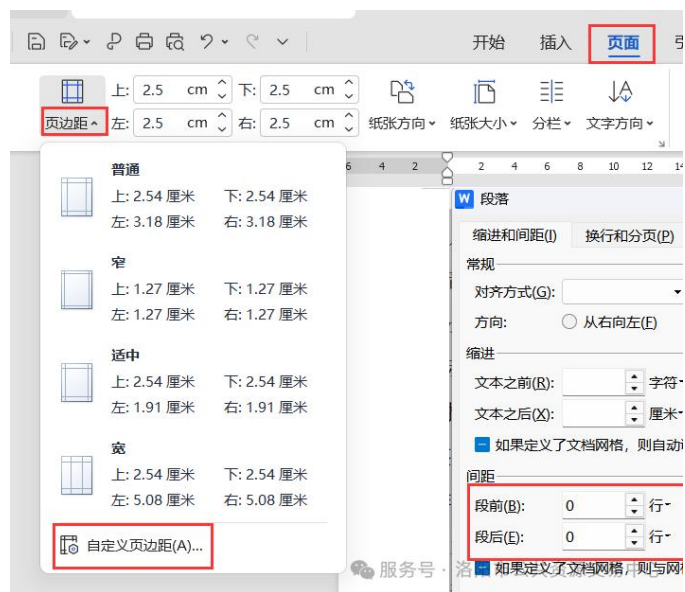 开始 插入 页面
页边距 上: 2.5 cm 下: 2.5 cm
左: 2.5 cm 右: 2.5 cm 纸张方向 纸张大小 分栏 文字方向
6 4 2 2 4 6 8 10 12
普通
上: 2.54 厘米 下: 2.54 厘米
左: 3.18 厘米 右: 3.18 厘米
窄
上: 1.27 厘米 下: 1.27 厘米
左: 1.27 厘米 右: 1.27 厘米
适中
上: 2.54 厘米 下: 2.54 厘米
左: 1.91 厘米 右: 1.91 厘米
宽
上: 2.54 厘米 下: 2.54 厘米
左: 5.08 厘米 右: 5.08 厘米
自定义页边距(A)...
W 段落
缩进和间距(I) 换行和分页(P)
常规
对齐方式(G):
方向: 从右向左(F)
缩进
文本之前(R): 字符
文本之后(X): 厘米
如果定义了文档网格，则自动
间距
段前(B): 0 行
段后(E): 0 行
如果定义了文档网格，则与网
服务号 · 洛